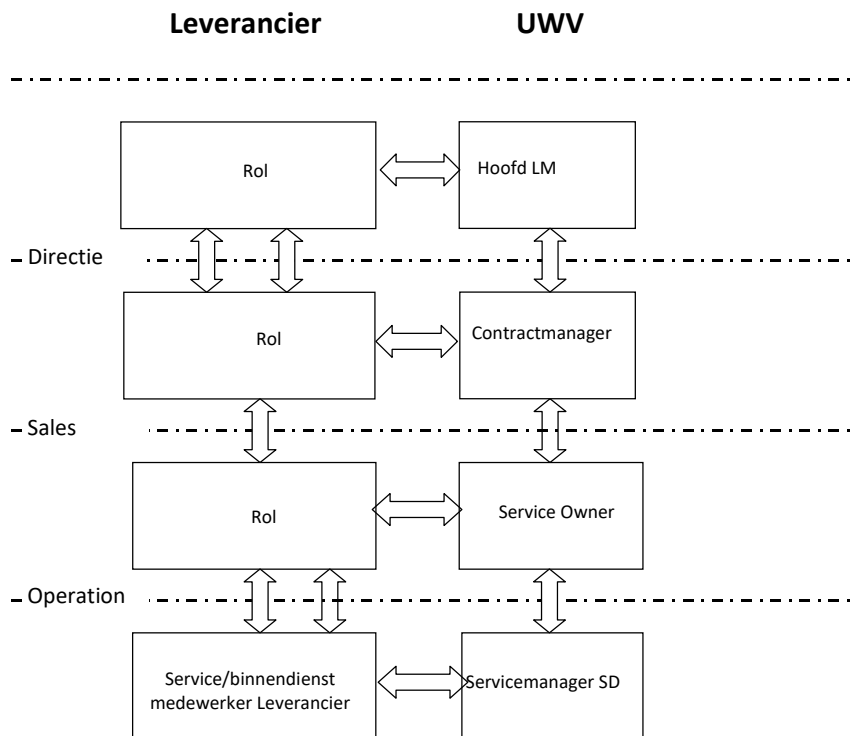 Leverancier UWV
Rol
Hoofd LM
Directie
Rol
Contractmanager
Sales
Rol
Service Owner
Operation
Service/binnendienst
medewerker Leverancier
Servicemanager SD